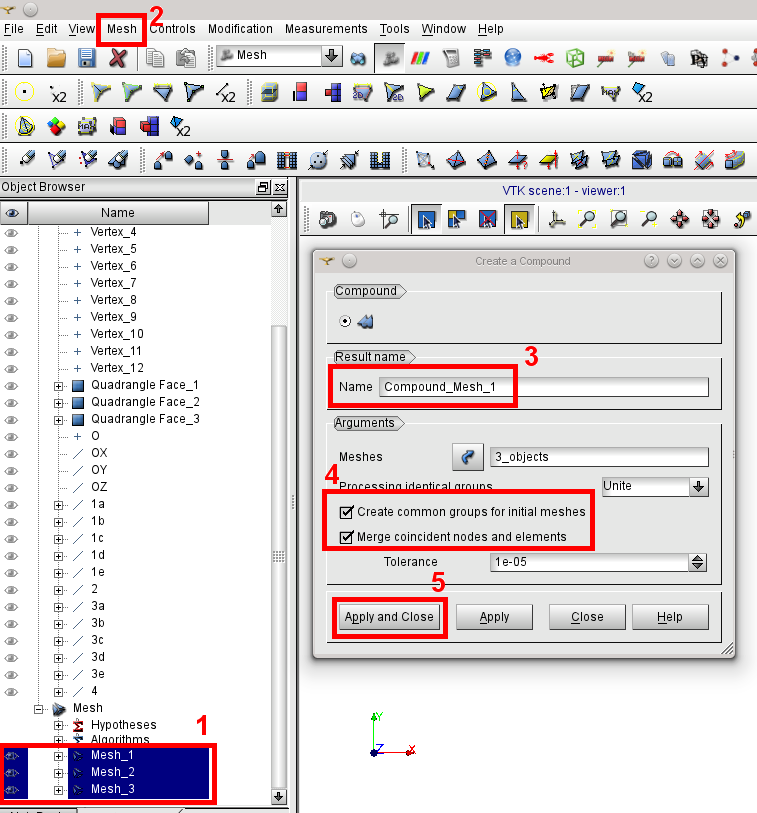 2
File Edit View Mesh Controls Modification Measurements Tools Window Help
Mesh
x2 x2
2D x2
x2
Object Browser
VTK scene:1 - viewer:1
Name
Vertex_4
Vertex_5
Vertex_6
Vertex_7
Vertex_8
Vertex_9
Vertex_10
Vertex_11
Vertex_12
Quadrangle Face_1
Quadrangle Face_2
Quadrangle Face_3
O
OX
OY
OZ
1a
1b
1c
1d
1e
2
3a
3b
3c
3d
3e
4
Mesh
Hypotheses
1
Algorithms
Mesh_1
Mesh_2
Mesh_3
Create a Compound
Compound
Result name
3
Name Compound_Mesh_1
Arguments
Meshes 3_objects
4
Processing identical groups Unite
Create common groups for initial meshes
Merge coincident nodes and elements
Tolerance 1e-05
5
Apply and Close Apply Close Help
Y
Z X